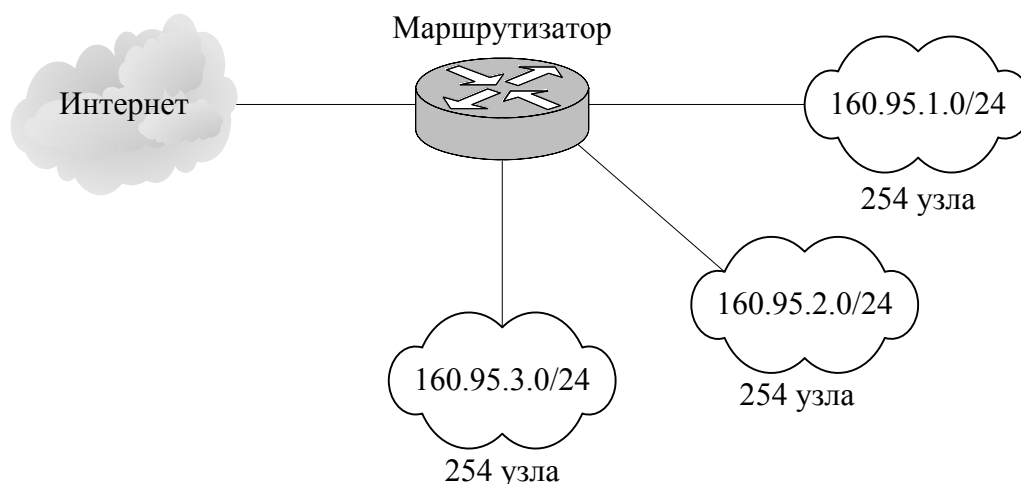 Маршрутизатор
Интернет
160.95.1.0/24
254 узла
160.95.2.0/24
254 узла
160.95.3.0/24
254 узла